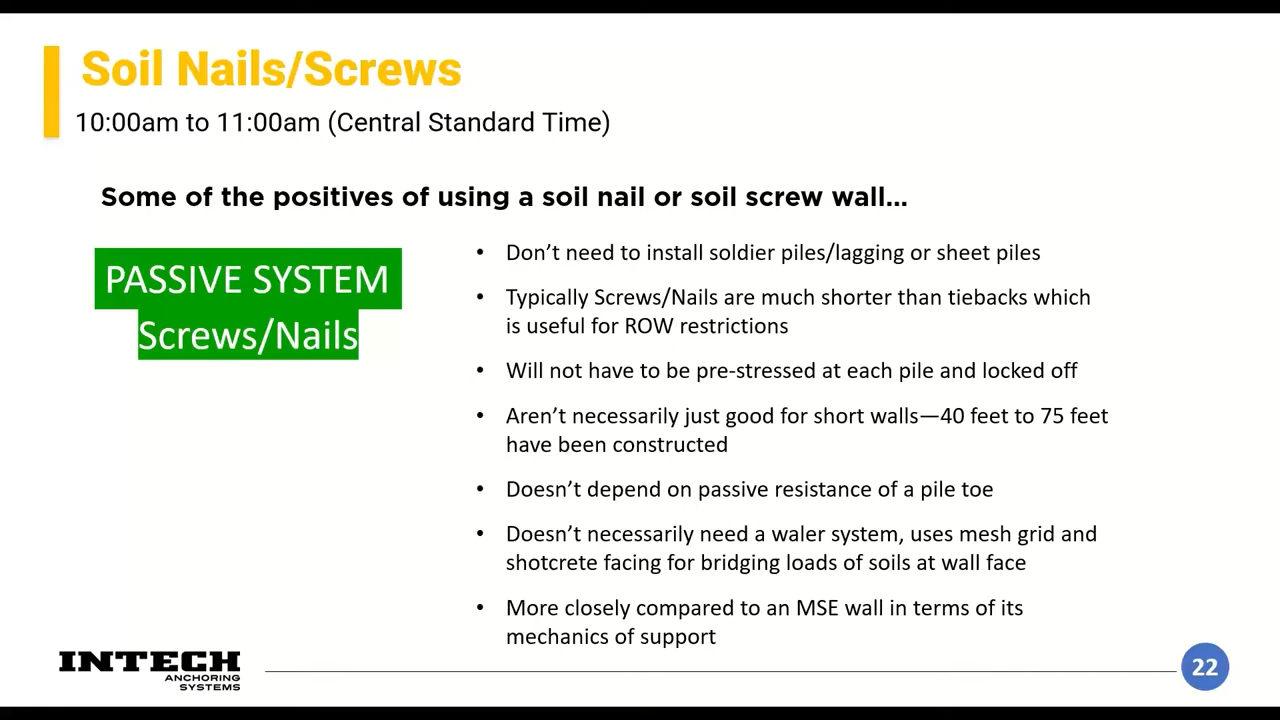 Soil Nails/Screws
10:00am to 11:00am (Central Standard Time)
Some of the positives of using a soil nail or soil screw wall...
PASSIVE SYSTEM
Screws/Nails
• Don’t need to install soldier piles/lagging or sheet piles
• Typically Screws/Nails are much shorter than tiebacks which
is useful for ROW restrictions
• Will not have to be pre-stressed at each pile and locked off
• Aren’t necessarily just good for short walls—40 feet to 75 feet
have been constructed
• Doesn’t depend on passive resistance of a pile toe
• Doesn’t necessarily need a waler system, uses mesh grid and
shotcrete facing for bridging loads of soils at wall face
• More closely compared to an MSE wall in terms of its
mechanics of support
INTECH
ANCHORING
SYSTEMS
22